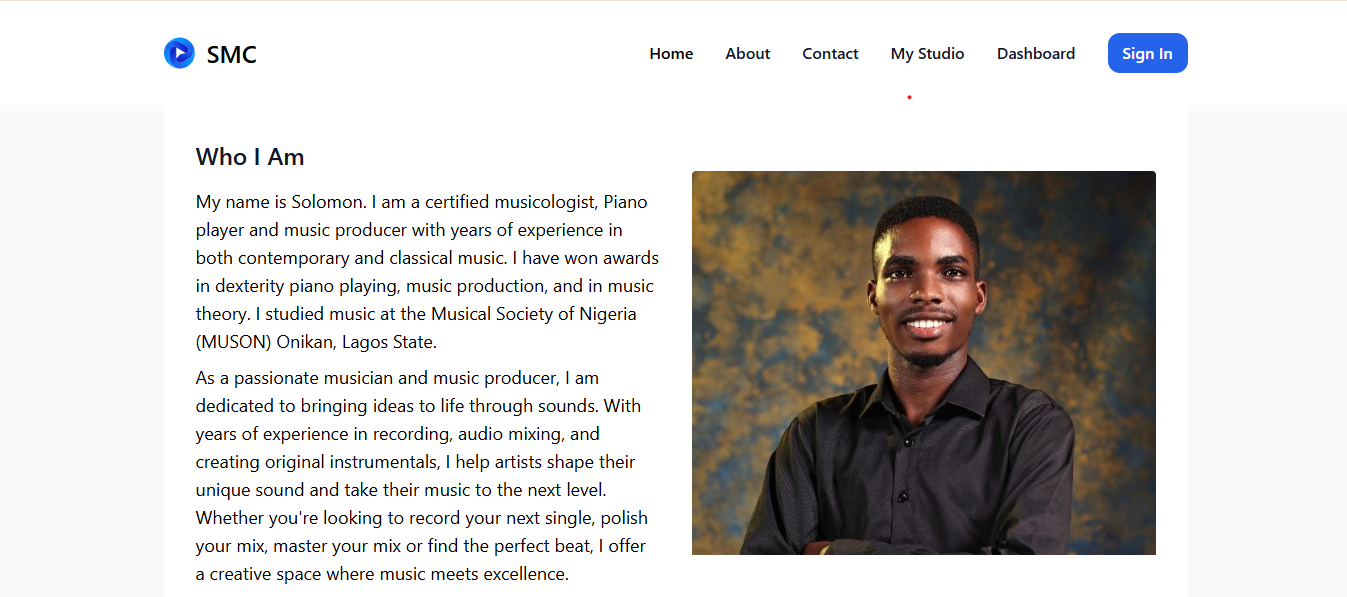 SMC
Home About Contact My Studio Dashboard Sign In
Who I Am
My name is Solomon. I am a certified musicologist, Piano
player and music producer with years of experience in
both contemporary and classical music. I have won awards
in dexterity piano playing, music production, and in music
theory. I studied music at the Musical Society of Nigeria
(MUSON) Onikan, Lagos State.
As a passionate musician and music producer, I am
dedicated to bringing ideas to life through sounds. With
years of experience in recording, audio mixing, and
creating original instrumentals, I help artists shape their
unique sound and take their music to the next level.
Whether you're looking to record your next single, polish
your mix, master your mix or find the perfect beat, I offer
a creative space where music meets excellence.